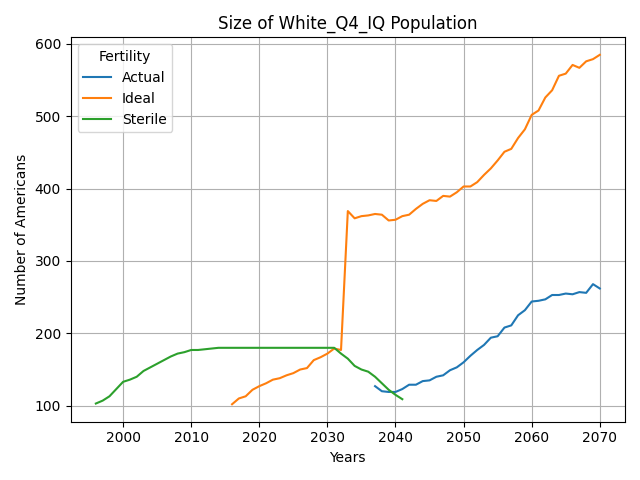 Size of White_Q4_IQ Population
Number of Americans
600
500
400
300
200
100
Fertility
Actual
Ideal
Sterile
2000 2010 2020 2030 2040 2050 2060 2070
Years